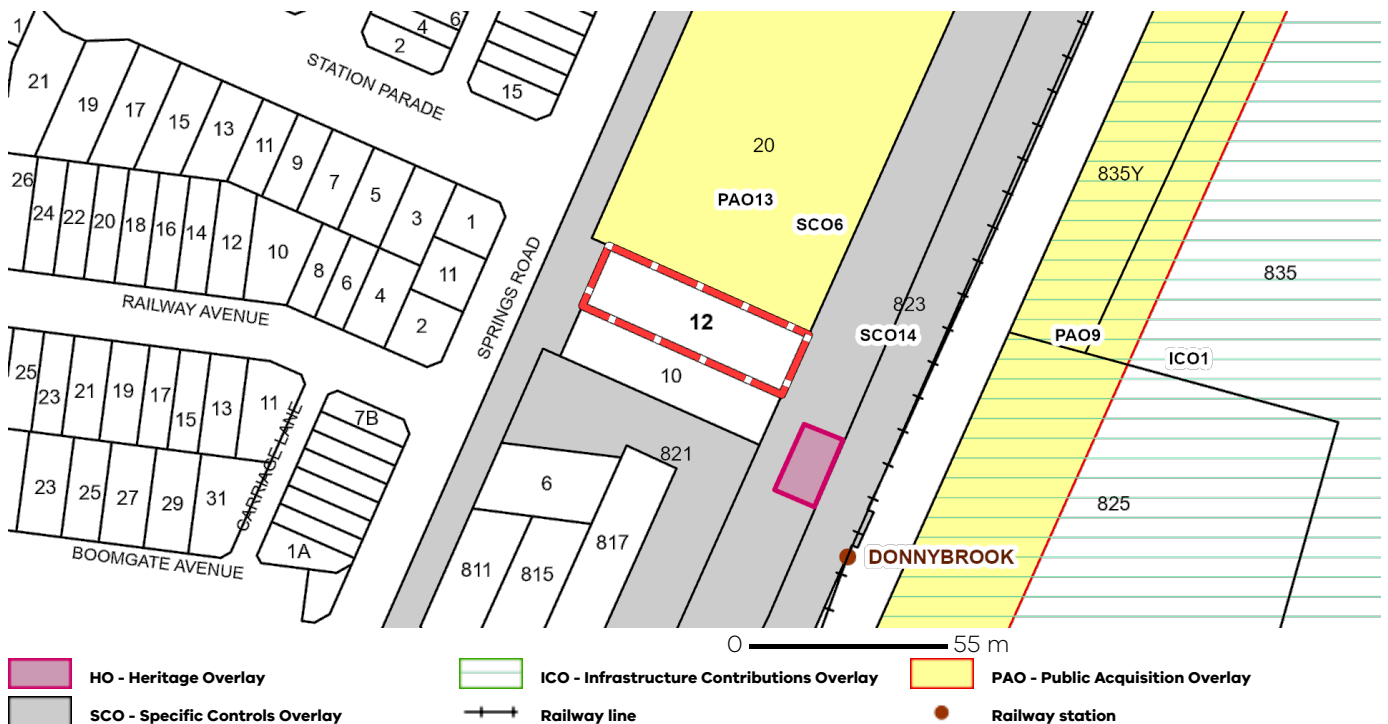 1
6
4
2
15
STATION PARADE
21
19
17
15
13
11
9
7
5
3
1
20
835Y
PAO13
SCO6
26
24
22
20
18
16
14
12
10
8
6
4
11
2
SPRINGS ROAD
RAILWAY AVENUE
835
823
SCO14
PAO9
ICO1
12
10
25
23
21
19
17
15
13
11
CARRIAGE LANE
7B
821
6
817
825
23
25
27
29
31
1A
811
815
BOOMGATE AVENUE
DONNYBROOK
0 55 m
HO - Heritage Overlay
ICO - Infrastructure Contributions Overlay
PAO - Public Acquisition Overlay
SCO - Specific Controls Overlay
Railway line
Railway station